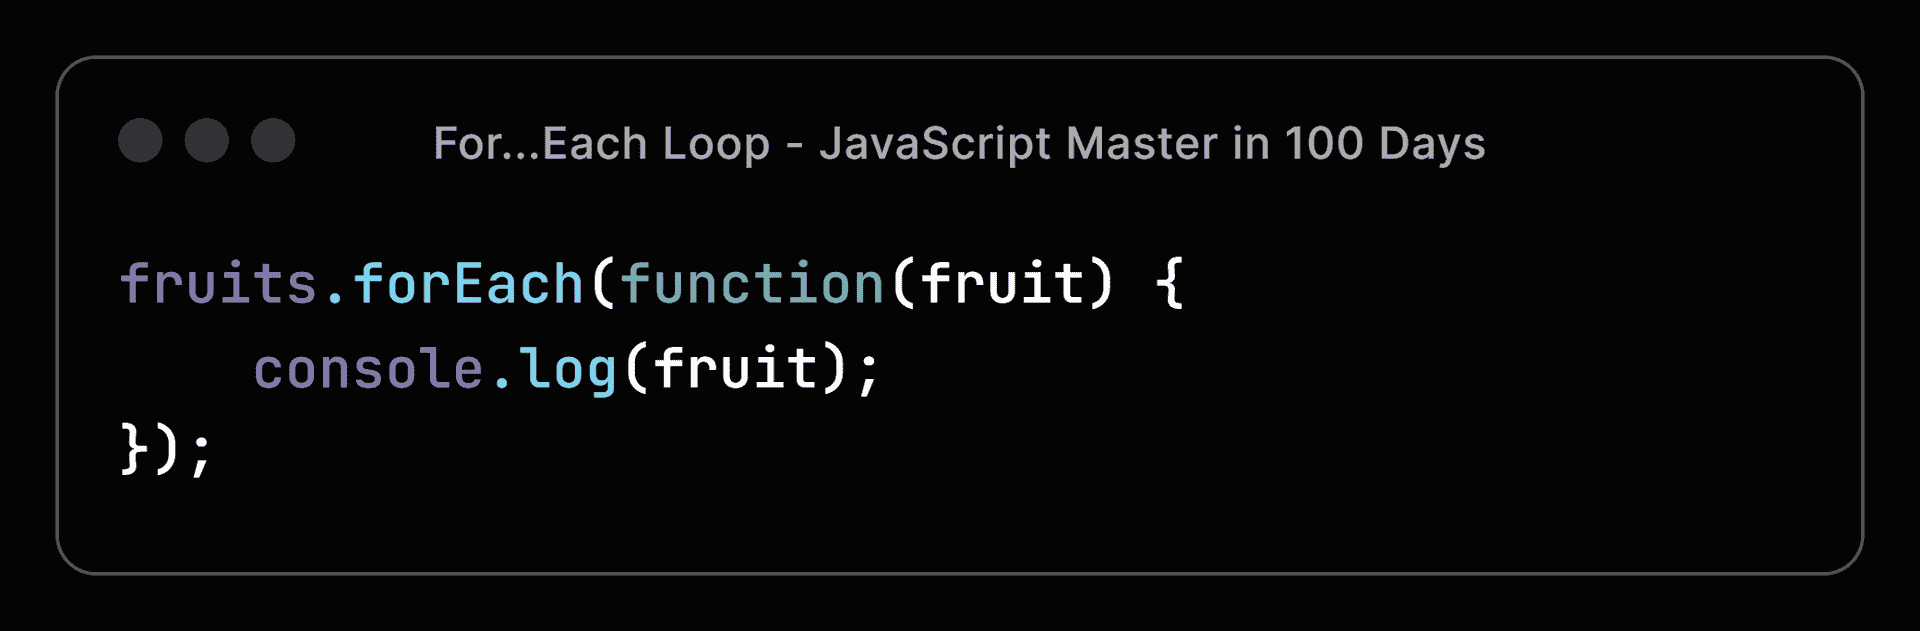 For...Each Loop - JavaScript Master in 100 Days
fruits.forEach(function(fruit) {
    console.log(fruit);
});